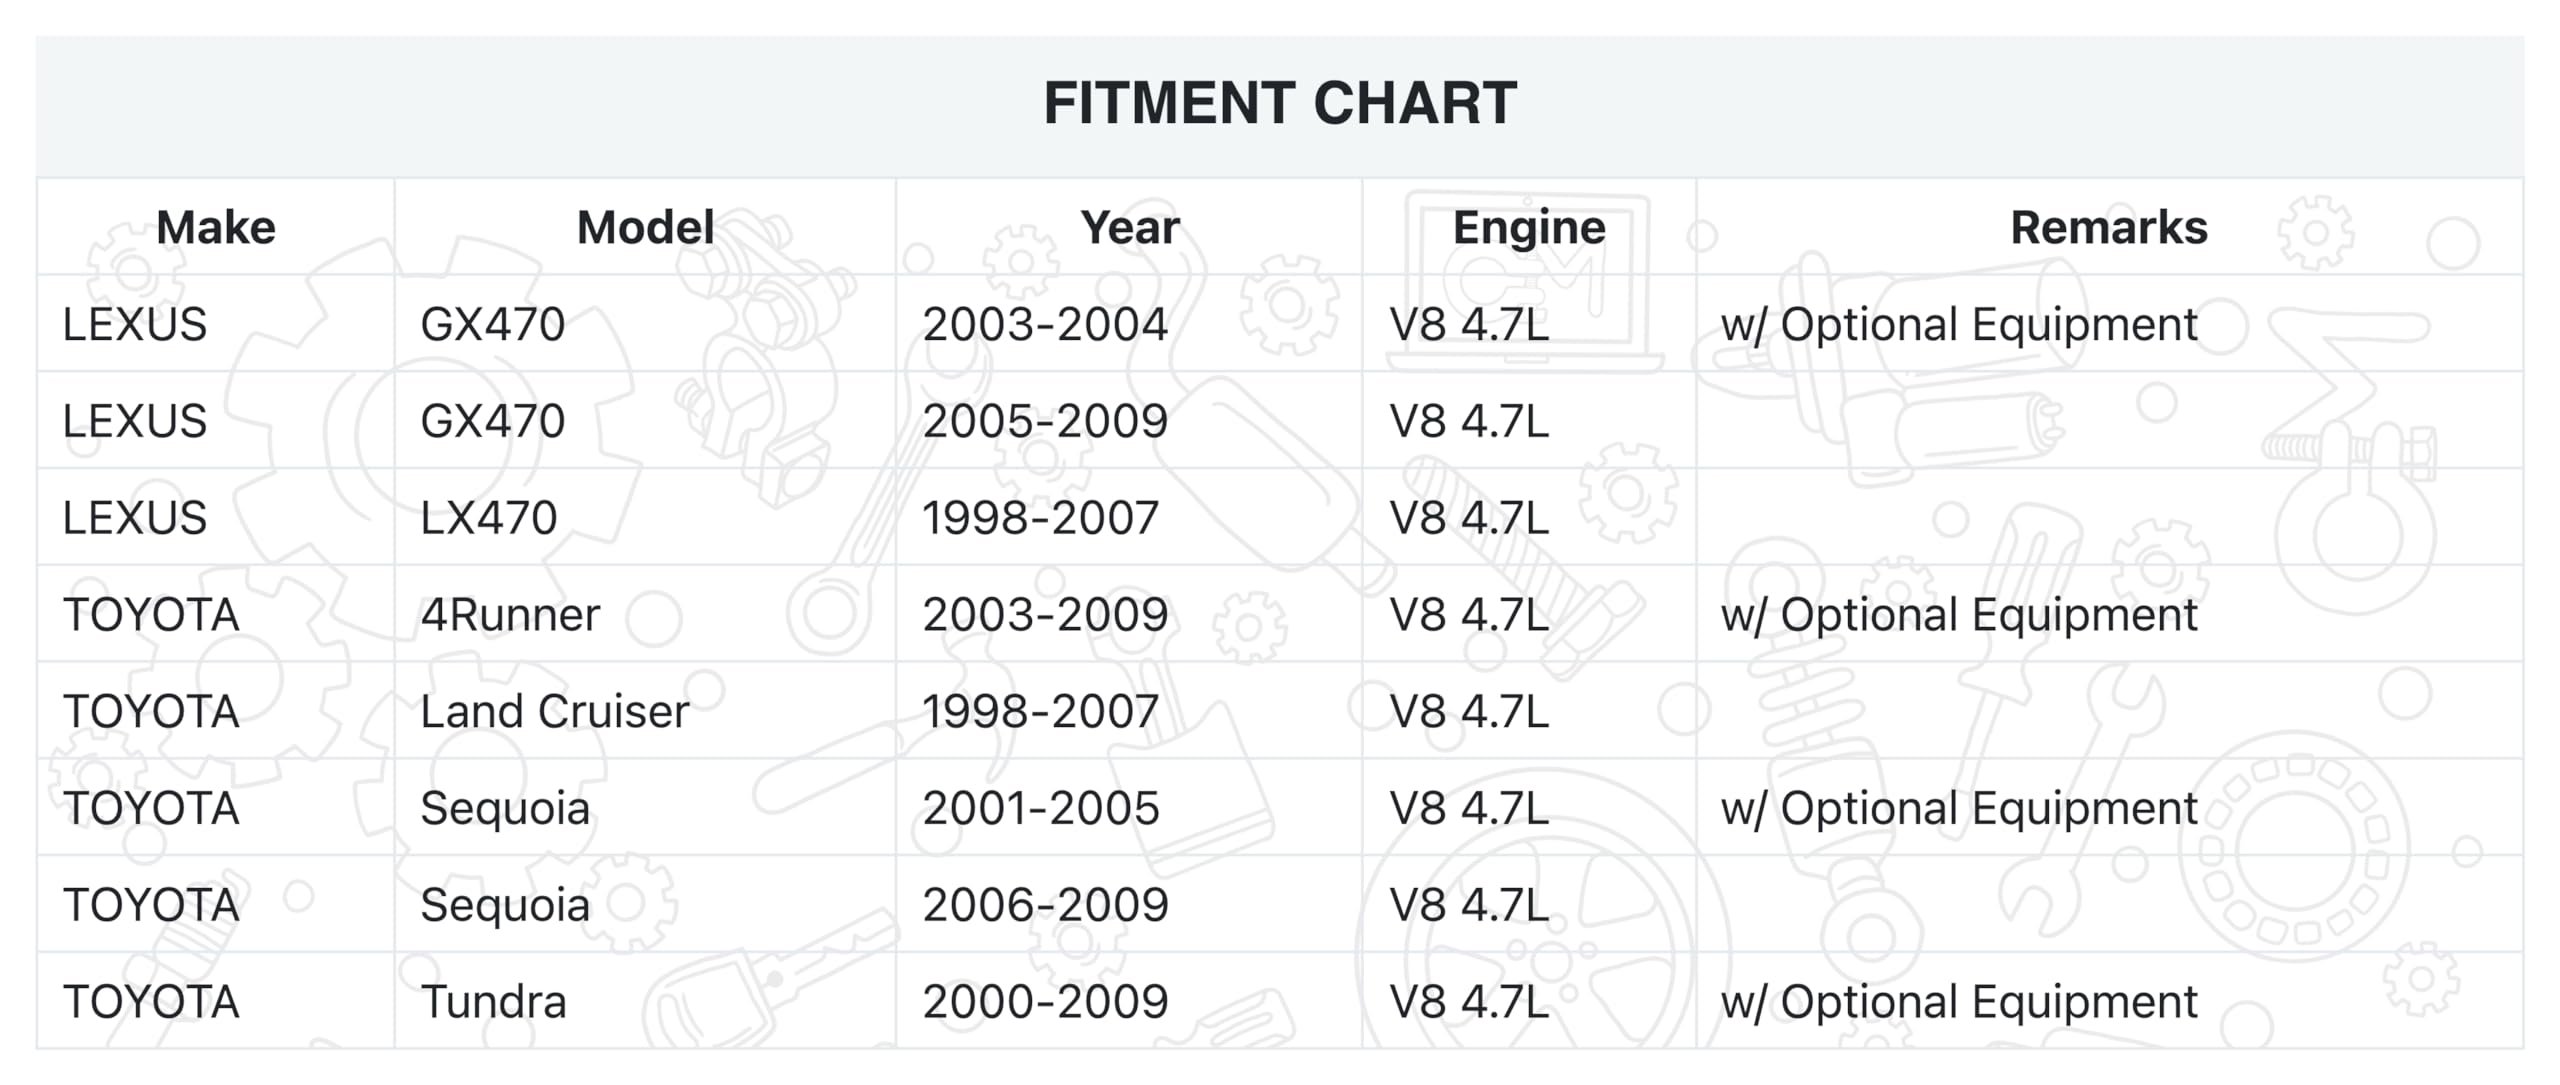 FITMENT CHART
Make Model Year Engine Remarks
LEXUS GX470 2003-2004 V8 4.7L w/ Optional Equipment
LEXUS GX470 2005-2009 V8 4.7L
LEXUS LX470 1998-2007 V8 4.7L
TOYOTA 4Runner 2003-2009 V8 4.7L w/ Optional Equipment
TOYOTA Land Cruiser 1998-2007 V8 4.7L
TOYOTA Sequoia 2001-2005 V8 4.7L w/ Optional Equipment
TOYOTA Sequoia 2006-2009 V8 4.7L
TOYOTA Tundra 2000-2009 V8 4.7L w/ Optional Equipment